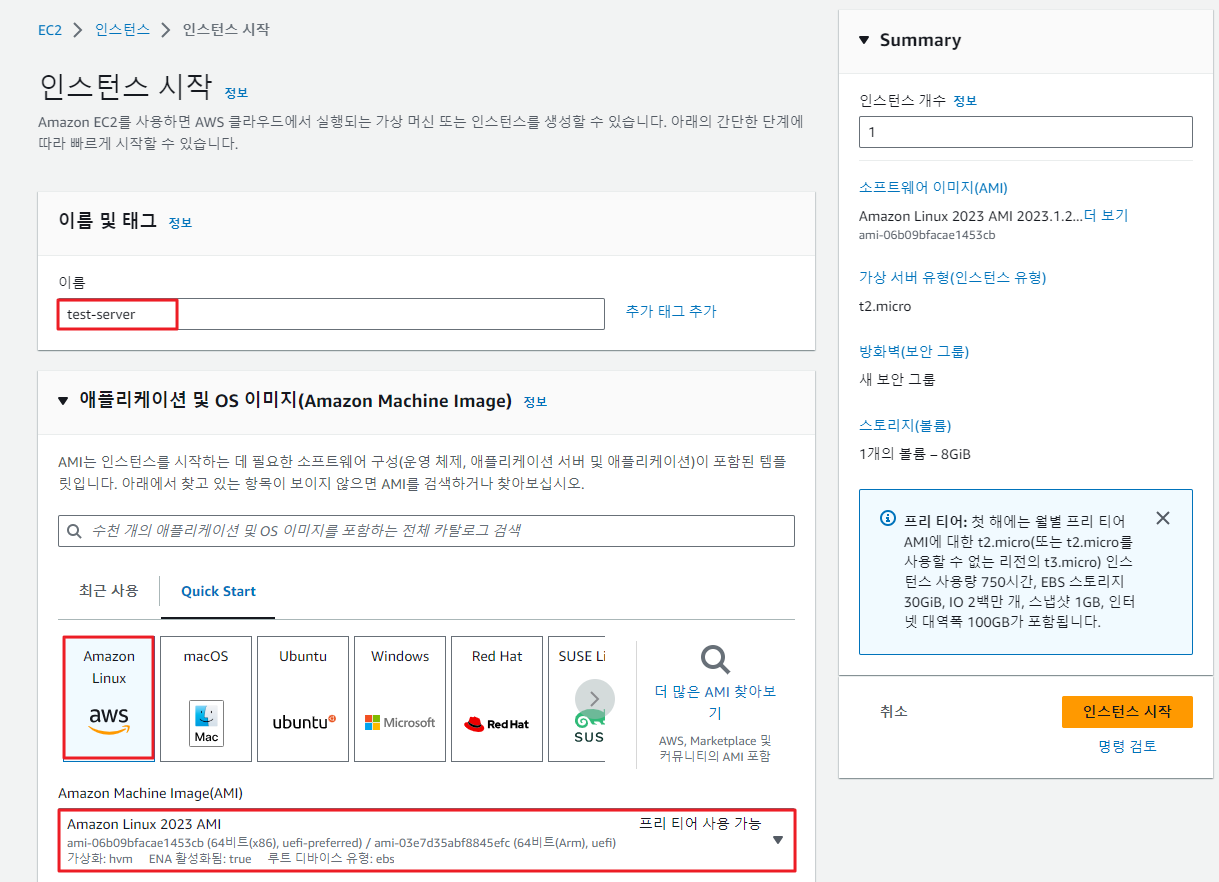 EC2 > 인스턴스 > 인스턴스 시작
인스턴스 시작 정보
Amazon EC2를 사용하면 AWS 클라우드에서 실행되는 가상 머신 또는 인스턴스를 생성할 수 있습니다. 아래의 간단한 단계에
따라 빠르게 시작할 수 있습니다.
이름 및 태그 정보
이름
test-server
추가 태그 추가
애플리케이션 및 OS 이미지(Amazon Machine Image) 정보
AMI는 인스턴스를 시작하는 데 필요한 소프트웨어 구성(운영 체제, 애플리케이션 서버 및 애플리케이션)이 포함된 템플
릿입니다. 아래에서 찾고 있는 항목이 보이지 않으면 AMI를 검색하거나 찾아보십시오.
수천 개의 애플리케이션 및 OS 이미지를 포함하는 전체 카탈로그 검색
최근 사용
Quick Start
Amazon
Linux
aws
macOS
Mac
Ubuntu
ubuntu
Windows
Microsoft
Red Hat
Red Hat
SUSE Li
SUS
더 많은 AMI 찾아보
기
AWS, Marketplace 및
커뮤니티의 AMI 포함
Amazon Machine Image(AMI)
Amazon Linux 2023 AMI
프리 티어 사용 가능
ami-06b09bfacae1453cb (64비트(x86), uefi-preferred) / ami-03e7d35abf8845efc (64비트(Arm), uefi)
가상화: hvm ENA 활성화됨: true 루트 디바이스 유형: ebs
Summary
인스턴스 개수 정보
1
소프트웨어 이미지(AMI)
Amazon Linux 2023 AMI 2023.1.2...더 보기
ami-06b09bfacae1453cb
가상 서버 유형(인스턴스 유형)
t2.micro
방화벽(보안 그룹)
새 보안 그룹
스토리지(볼륨)
1개의 볼륨 – 8GiB
프리 티어: 첫 해에는 월별 프리 티어
AMI에 대한 t2.micro(또는 t2.micro를
사용할 수 없는 리전의 t3.micro) 인스
턴스 사용량 750시간, EBS 스토리지
30GiB, IO 2백만 개, 스냅샷 1GB, 인터
넷 대역폭 100GB가 포함됩니다.
취소
인스턴스 시작
명령 검토